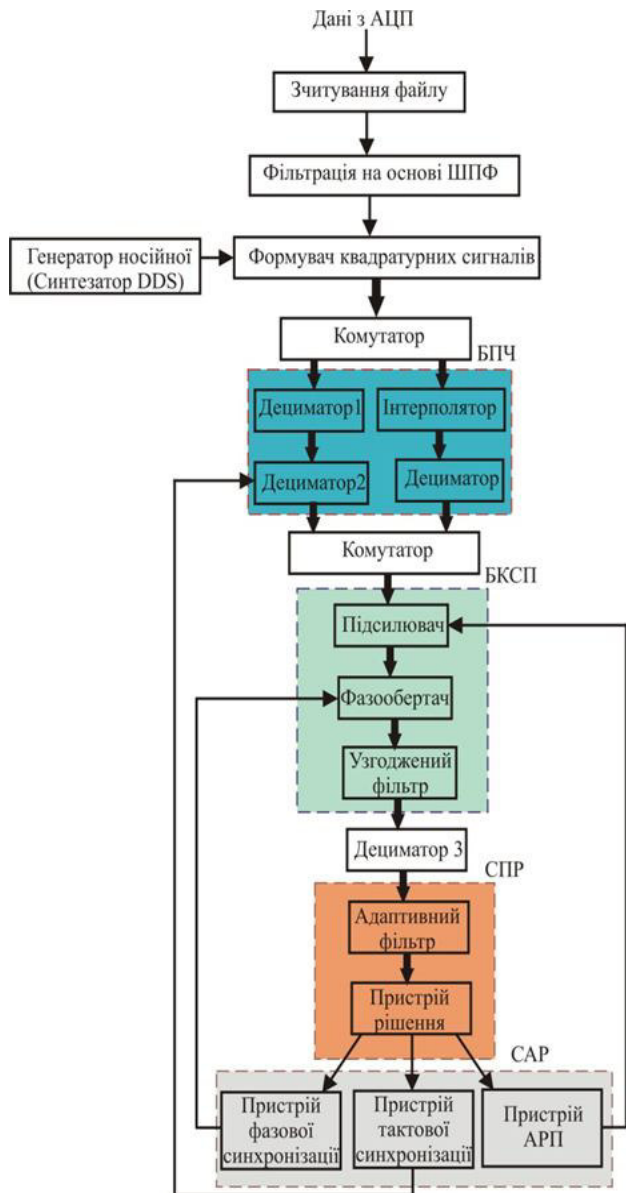 Дані з АЦП
Зчитування файлу
Фільтрація на основі ШПФ
Генератор носійної
(Синтезатор DDS)
Формувач квадратурних сигналів
Комутатор
БПЧ
Дециматор1
Інтерполятор
Дециматор2
Дециматор
Комутатор
БКСП
Підсилювач
Фазообертач
Узгоджений
фільтр
Дециматор 3
СПР
Адаптивний
фільтр
Пристрій
рішення
САР
Пристрій
фазової
синхронізації
Пристрій
тактової
синхронізації
Пристрій
АРП